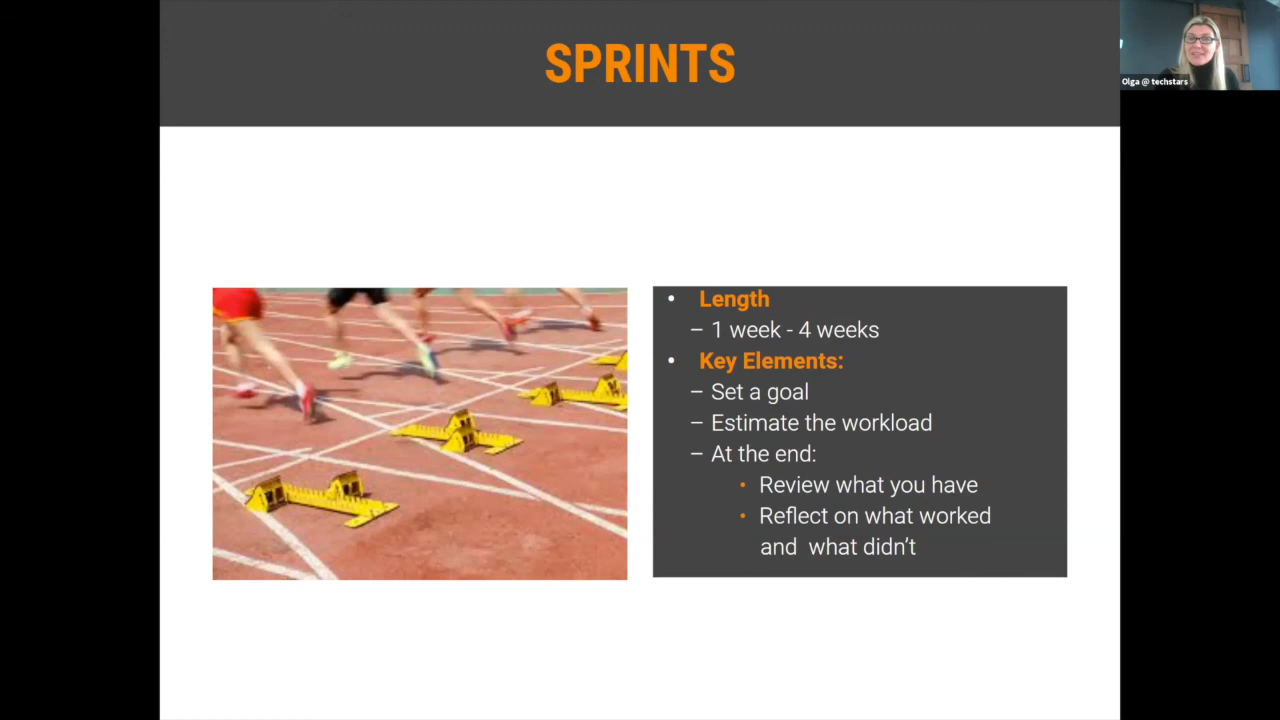 SPRINTS
Olga @ techstars
• Length
– 1 week - 4 weeks
• Key Elements:
– Set a goal
– Estimate the workload
– At the end:
• Review what you have
• Reflect on what worked
and what didn't